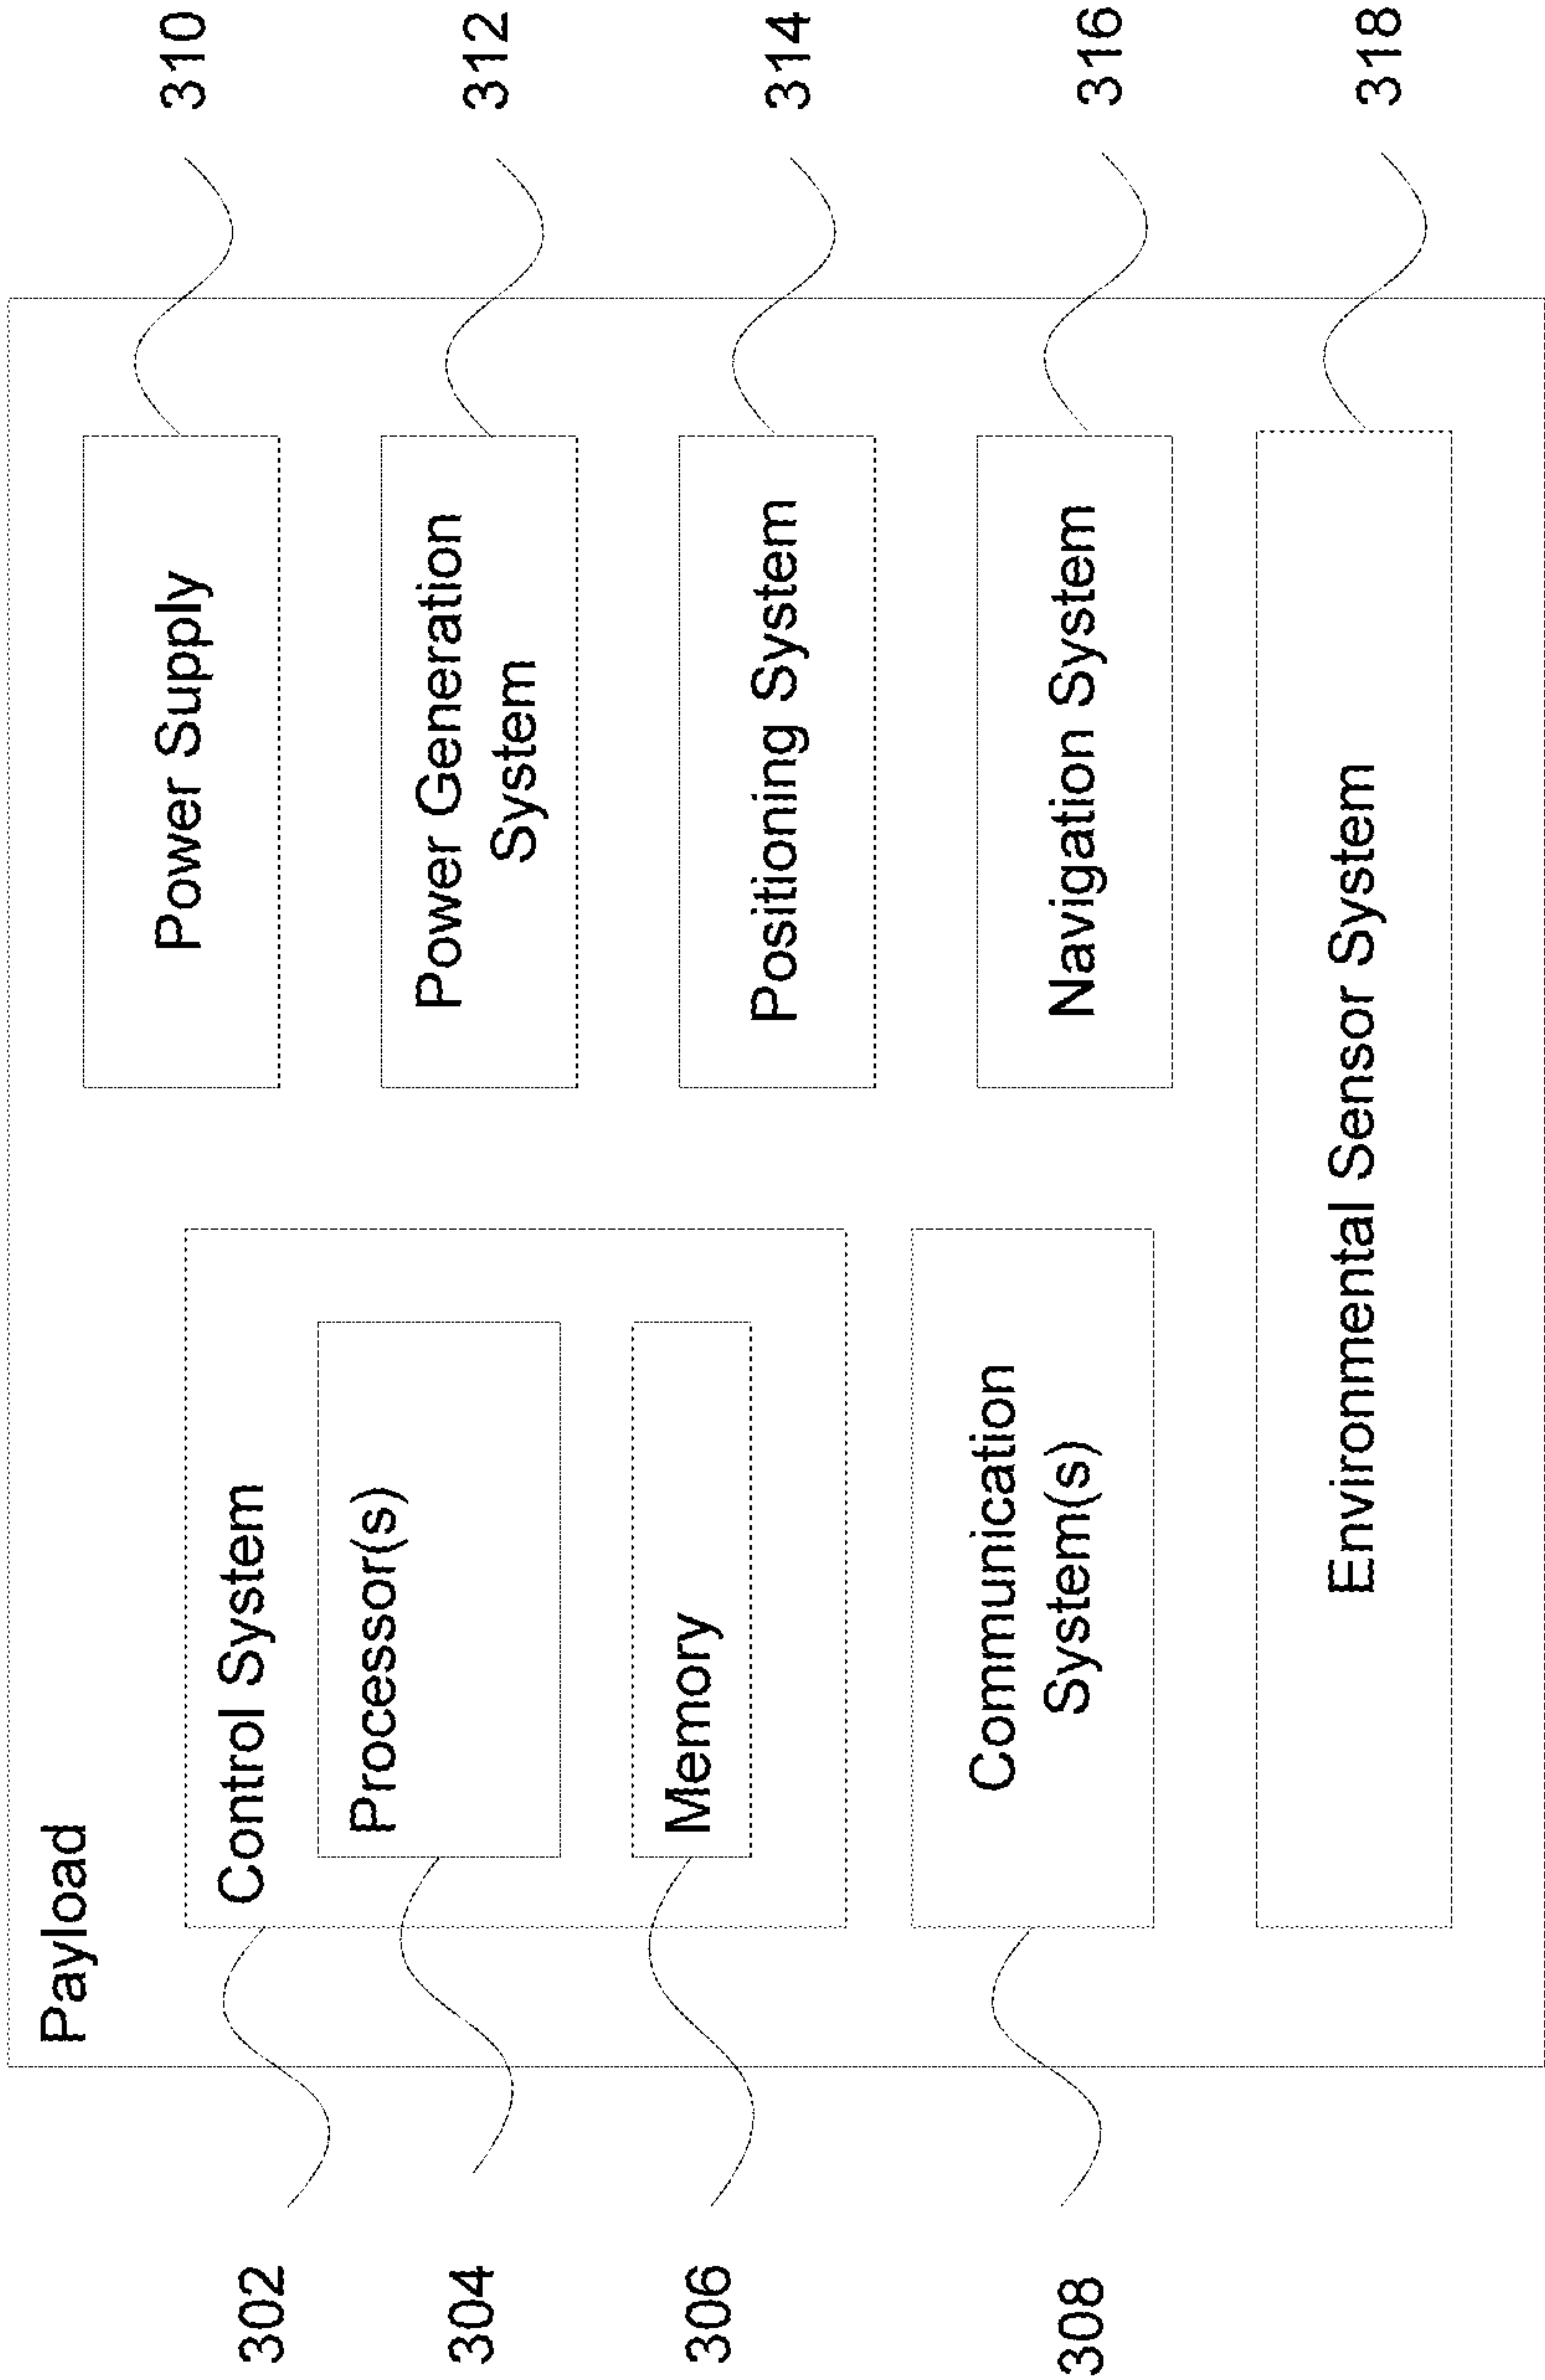 Payload
302
Control System
304
Processor(s)
306
Memory
308
Communication
System(s)
Power Supply
310
Power Generation
System
312
Positioning System
314
Navigation System
316
Environmental Sensor System
318